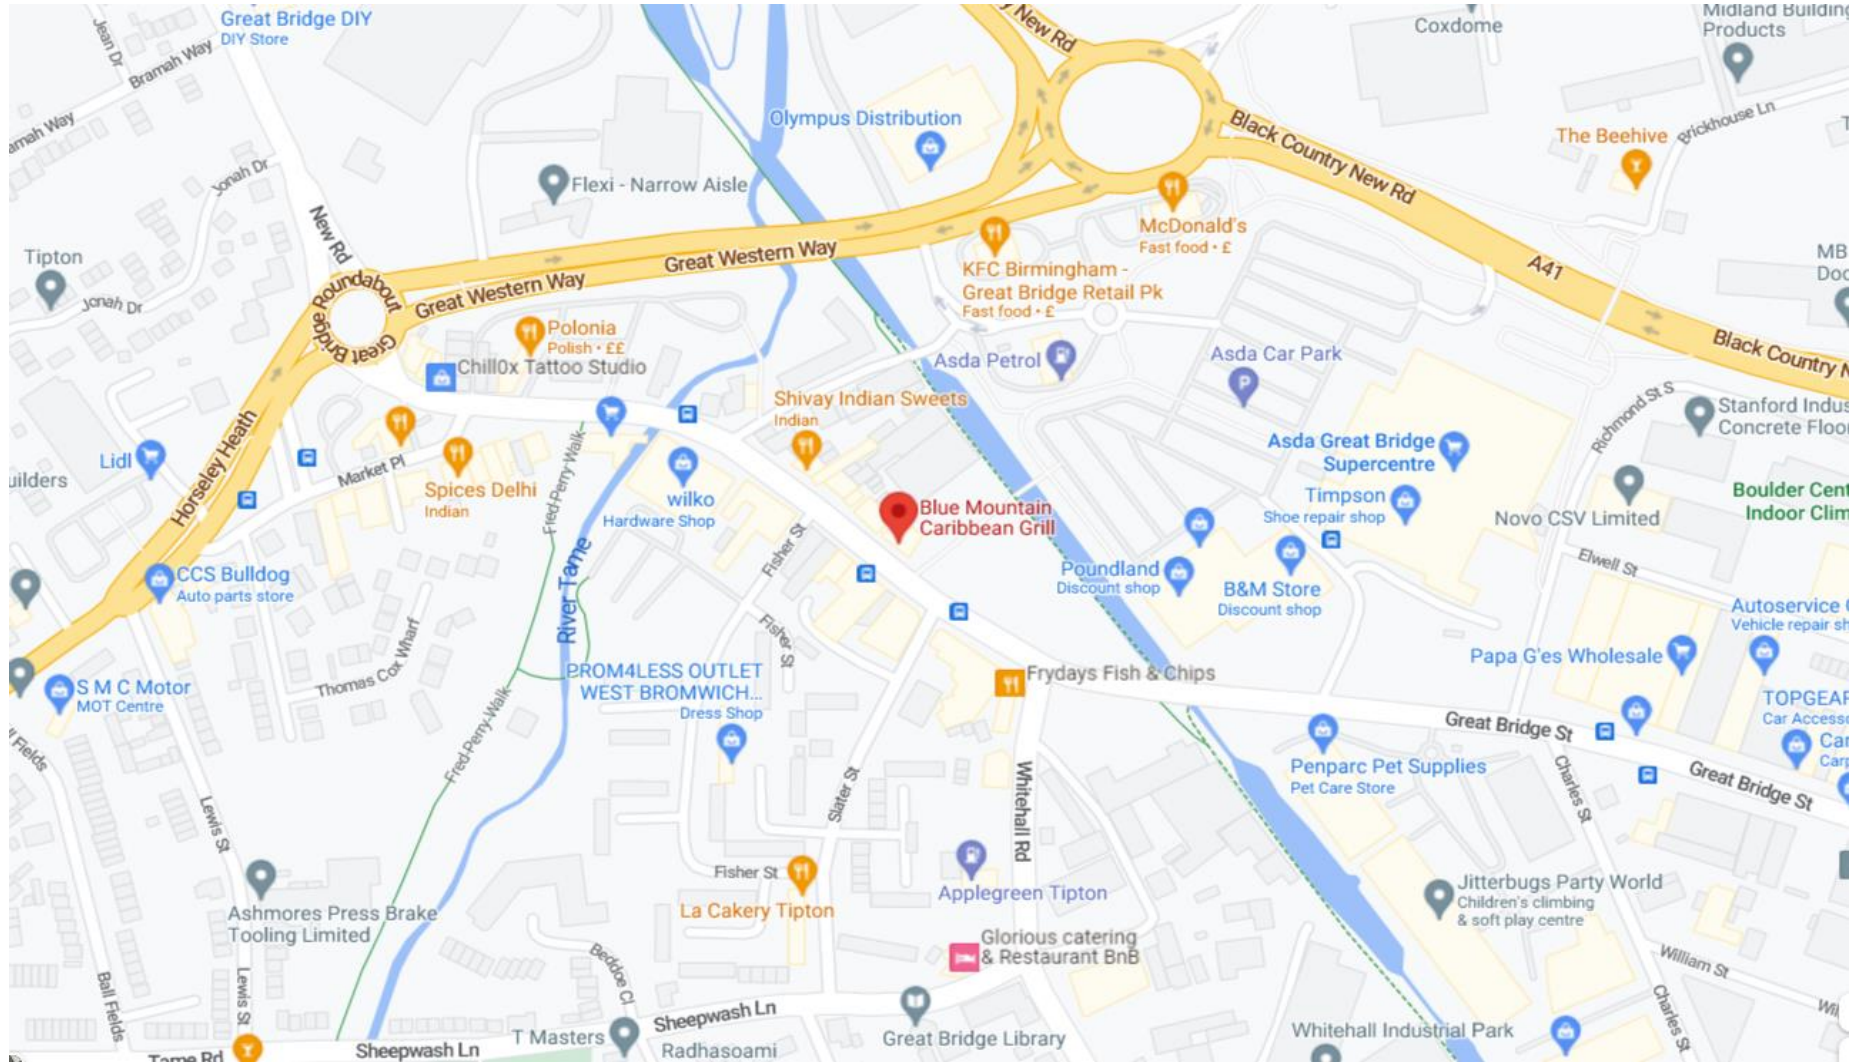 Great Bridge DIY
DIY Store
Jean Dr
Bramah Way
New Rd
Coxdome
Midland Building
Products
Olympus Distribution
Black Country New Rd
The Beehive
Brickhouse Ln
Jonah Dr
Flexi - Narrow Aisle
New Rd
McDonald's
Fast food • £
Tipton
Jonah Dr
Great Western Way
Great Western Way
KFC Birmingham -
Great Bridge Retail Pk
Fast food • £
A41
MB
Great Bridge Roundabout
Polonia
Polish • ££
Chill0x Tattoo Studio
Asda Petrol
Asda Car Park
Black Country
Shivay Indian Sweets
Indian
Richmond St S
Stanford Indus
Concrete Floor
Horseley Heath
Lidl
Market Pl
Spices Delhi
Indian
Fred-Perry-Walk
wilko
Hardware Shop
Asda Great Bridge
Supercentre
Timpson
Shoe repair shop
Novo CSV Limited
Boulder Cent
Indoor Clim
Blue Mountain
Caribbean Grill
Fisher St
Elwell St
CCS Bulldog
Auto parts store
River Tame
Poundland
Discount shop
B&M Store
Discount shop
Autoservice
Vehicle repair sh
Fisher St
Thomas Cox Wharf
PROM4LESS OUTLET
WEST BROMWICH...
Dress Shop
Frydays Fish & Chips
Papa G'es Wholesale
S M C Motor
MOT Centre
Fred-Perry-Walk
TOPGEAR
Car Accesso
Great Bridge St
Penparc Pet Supplies
Pet Care Store
Great Bridge St
Charles St
Lewis St
Slater St
Whitehall Rd
Fisher St
La Cakery Tipton
Applegreen Tipton
Jitterbugs Party World
Children's climbing
& soft play centre
Ashmores Press Brake
Tooling Limited
Glorious catering
& Restaurant BnB
Beddoe Cl
William St
Ball Fields
Lewis St
Charles St
Sheepwash Ln
T Masters
Great Bridge Library
Whitehall Industrial Park
Tame Rd
Sheepwash Ln
Radhasoami